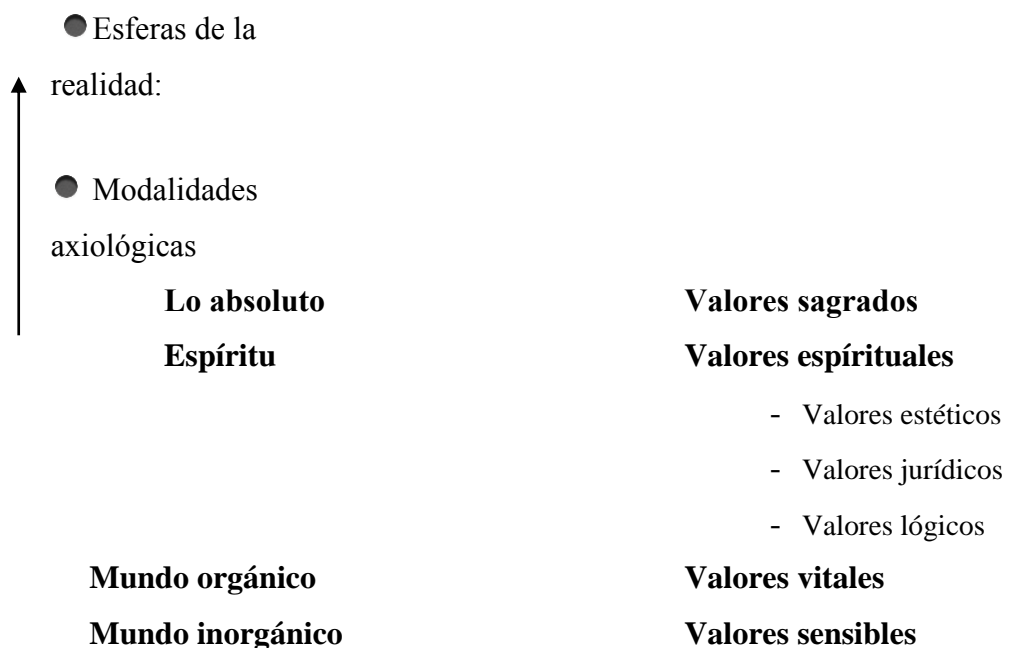 Esferas de la
realidad:
Modalidades
axiológicas
Lo absoluto Valores sagrados
Espíritu Valores espírituales
- Valores estéticos
- Valores jurídicos
- Valores lógicos
Mundo orgánico Valores vitales
Mundo inorgánico Valores sensibles